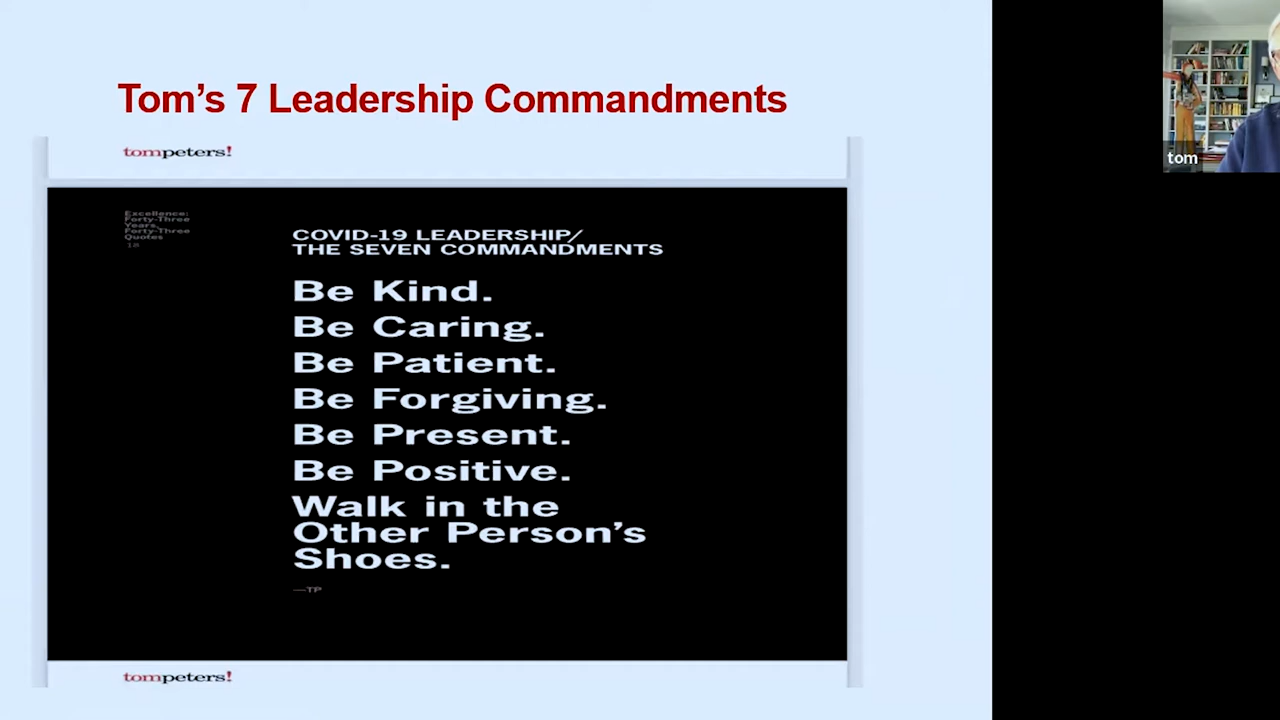 Tom's 7 Leadership Commandments
tompeters!
Excellence:
Forty-Three
Years,
Forty-Three
Quotes
18
COVID-19 LEADERSHIP/
THE SEVEN COMMANDMENTS
Be Kind.
Be Caring.
Be Patient.
Be Forgiving.
Be Present.
Be Positive.
Walk in the
Other Person's
Shoes.
—TP
tompeters!
tom